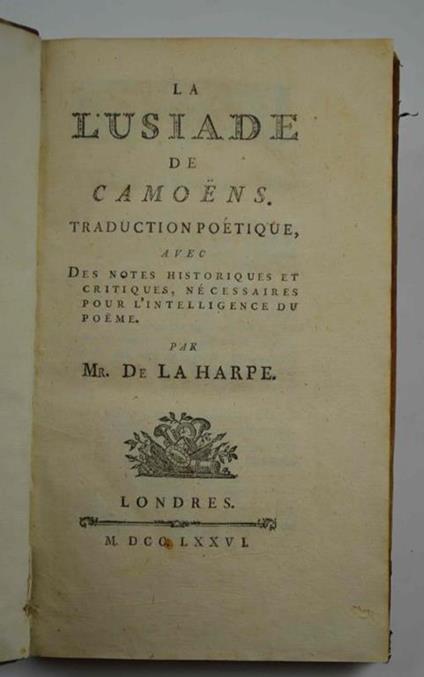 LA
LUSIADE
DE
CAMOËNS.
TRADUCTION POÉTIQUE,
AVEC
DES NOTES HISTORIQUES ET
CRITIQUES, NÉCESSAIRES
POUR L'INTELLIGENCE DU
POËME.
PAR
MR. DE LA HARPE.
LONDRES.
M. DCC. LXXVI.